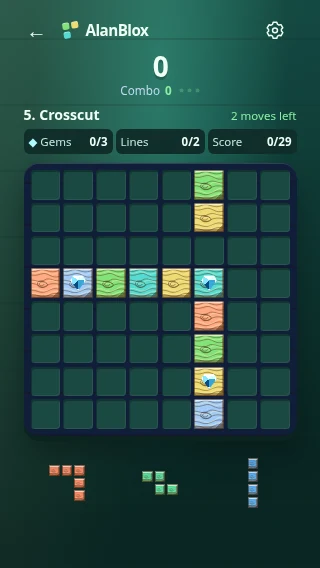 ← AlanBlox
0
Combo 0
5. Crosscut 2 moves left
Gems 0/3 Lines 0/2 Score 0/29